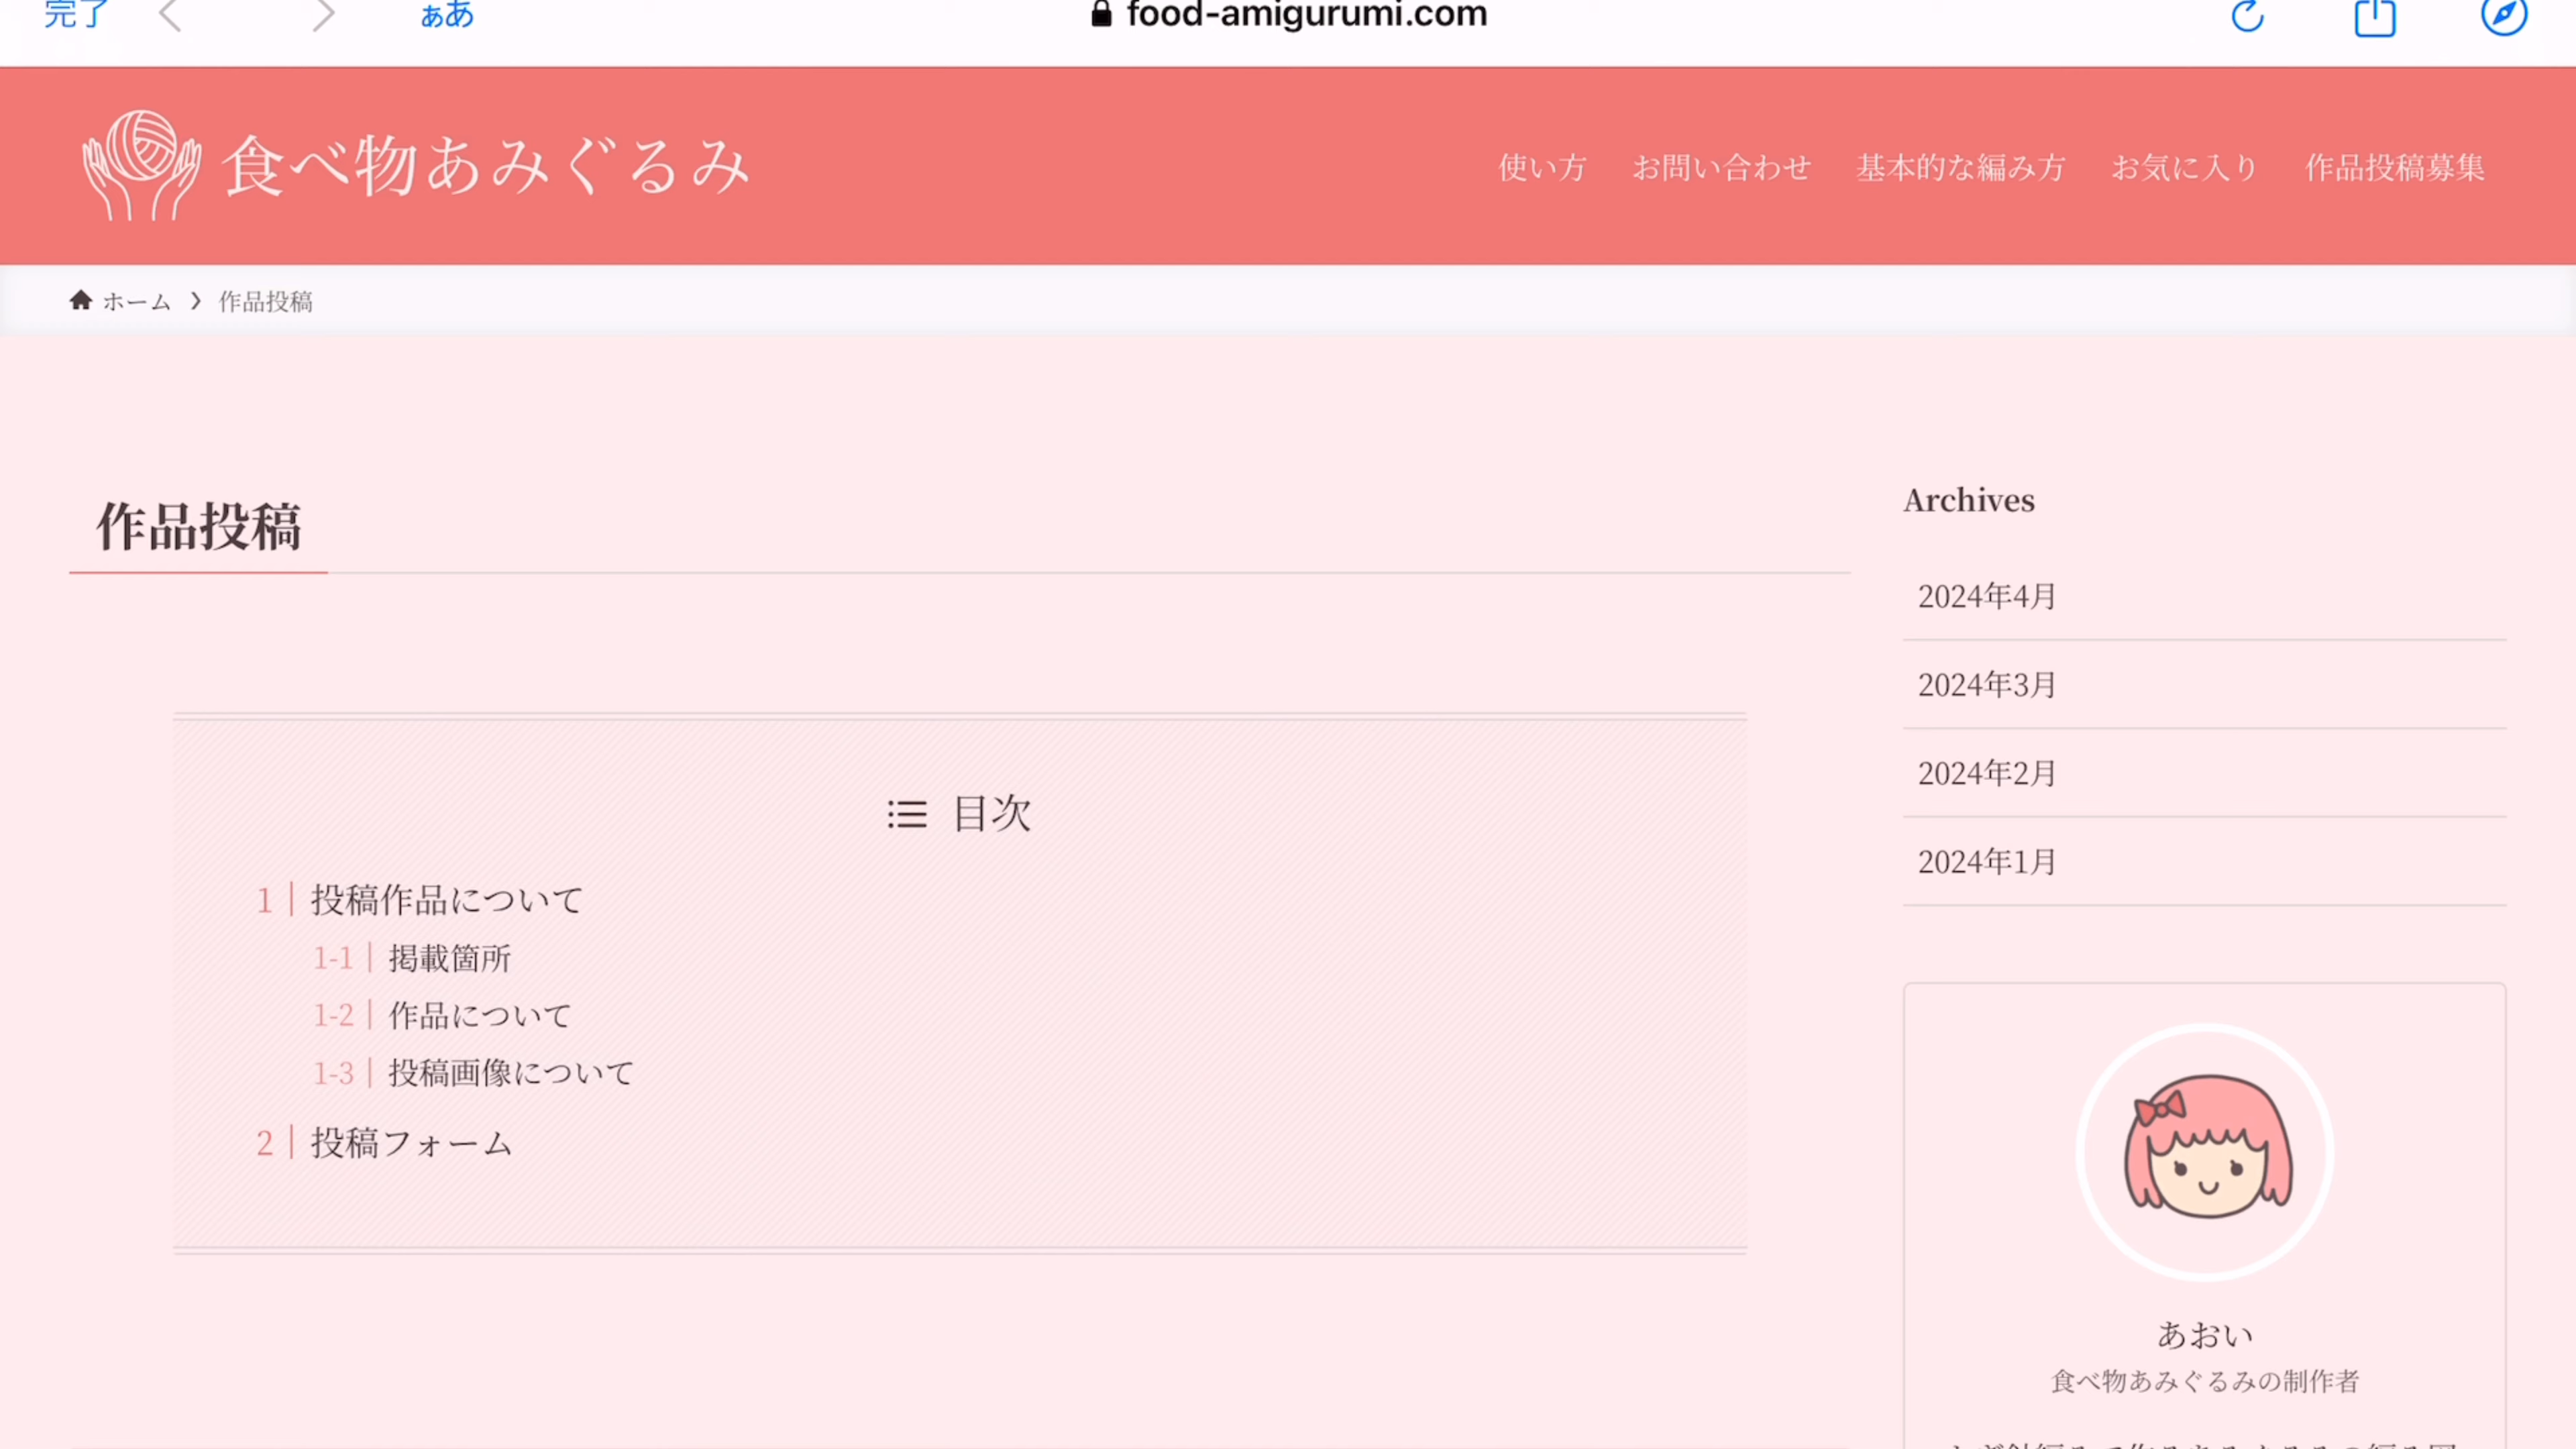 完了 ぁあ food-amigurumi.com
食べ物あみぐるみ
使い方 お問い合わせ 基本的な編み方 お気に入り 作品投稿募集
ホーム 作品投稿
作品投稿
目次
1 投稿作品について
1-1 掲載箇所
1-2 作品について
1-3 投稿画像について
2 投稿フォーム
Archives
2024年4月
2024年3月
2024年2月
2024年1月
あおい
食べ物あみぐるみの制作者